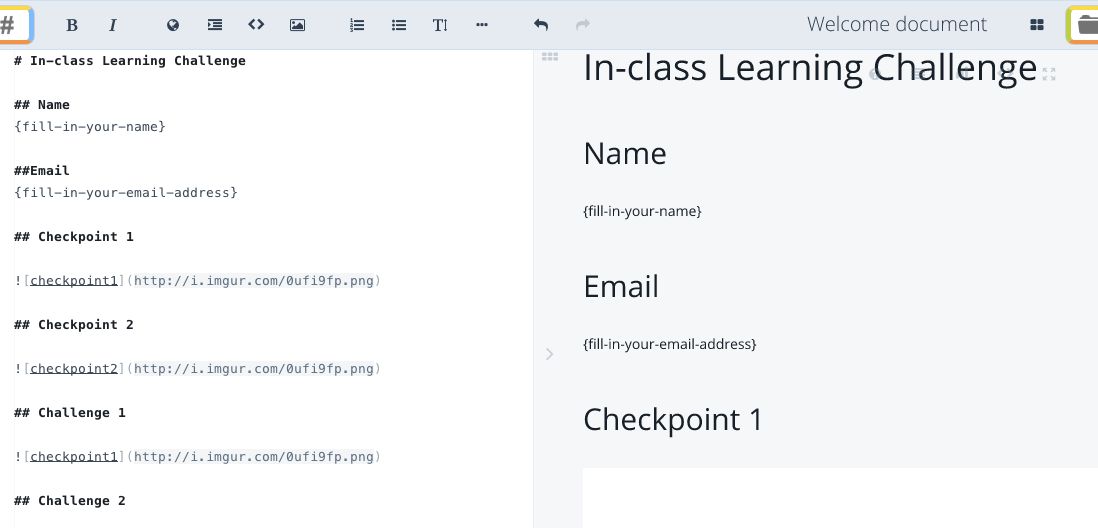 #
B I
Welcome document
# In-class Learning Challenge
## Name
{fill-in-your-name}
##Email
{fill-in-your-email-address}
## Checkpoint 1
![checkpoint1](http://i.imgur.com/0ufi9fp.png)
## Checkpoint 2
![checkpoint2](http://i.imgur.com/0ufi9fp.png)
## Challenge 1
![checkpoint1](http://i.imgur.com/0ufi9fp.png)
## Challenge 2
In-class Learning Challenge
Name
{fill-in-your-name}
Email
{fill-in-your-email-address}
Checkpoint 1